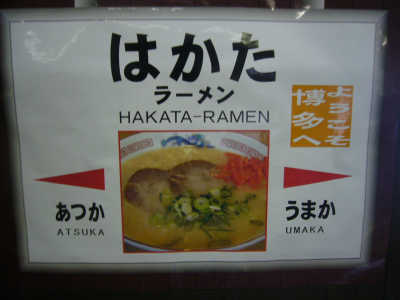 はかた
ラーメン
HAKATA-RAMEN
ようこそ
博多へ
あつか
ATSUKA
うまか
UMAKA